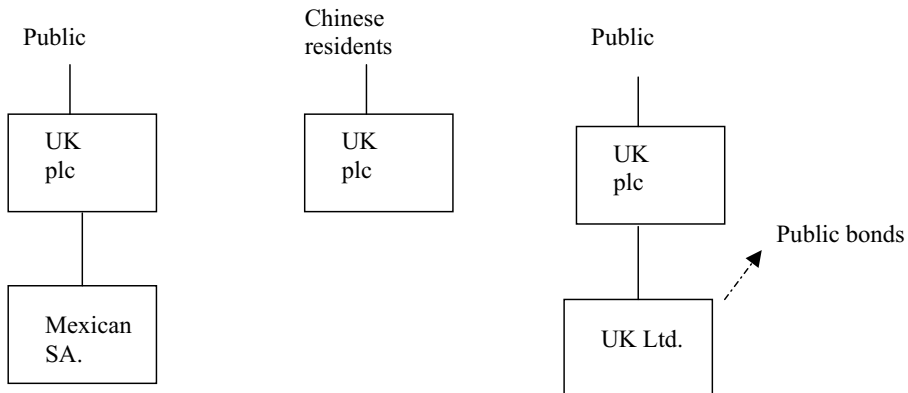 Public
Chinese
residents
Public
UK
plc
UK
plc
UK
plc
Public bonds
Mexican
SA.
UK Ltd.